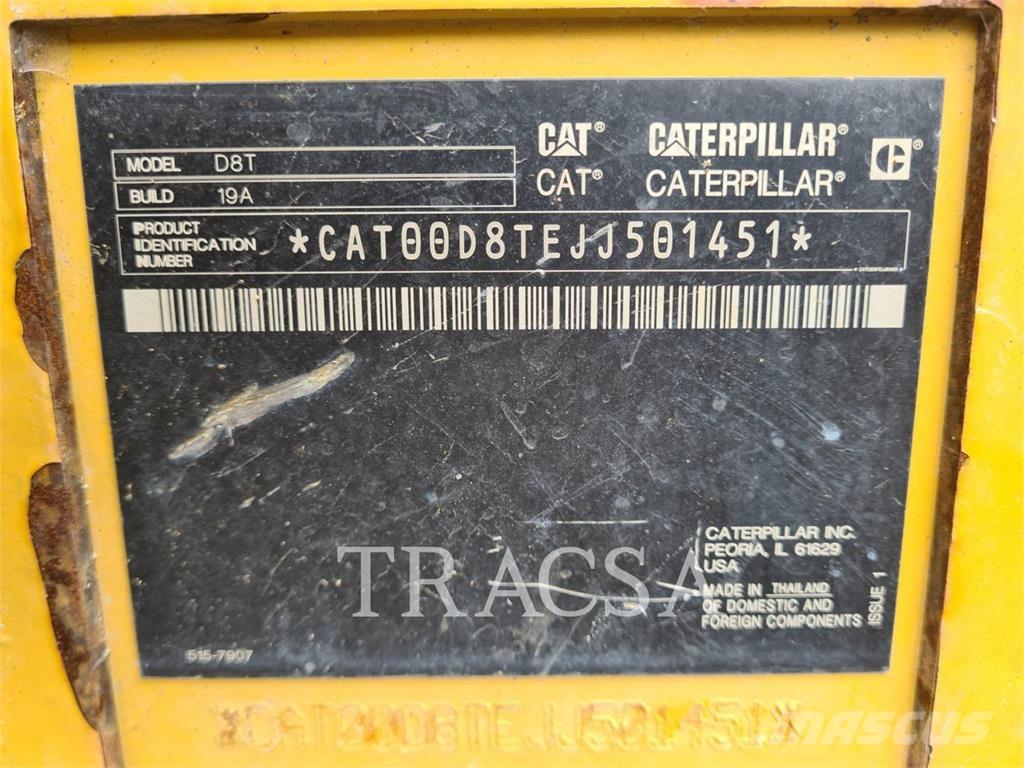 MODEL D8T
BUILD 19A
CAT® CATERPILLAR® C®
CAT® CATERPILLAR®
PRODUCT
IDENTIFICATION
NUMBER
*CAT00D8TEJJ501451*
CATERPILLAR INC.
PEORIA, IL 61629
USA
MADE IN THAILAND
OF DOMESTIC AND
FOREIGN COMPONENTS
ISSUE 1
TRACSA
515-7907
*CAT00D8TEJJ501451*
MASCUS